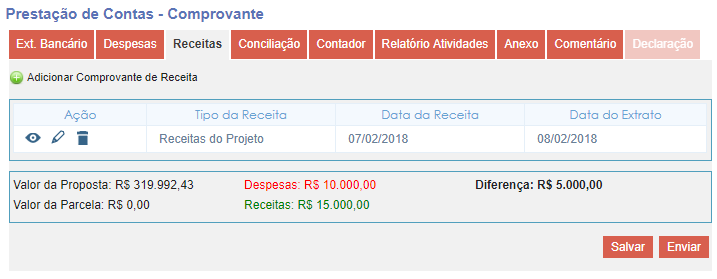 Prestação de Contas - Comprovante
Ext. Bancário Despesas Receitas Conciliação Contador Relatório Atividades Anexo Comentário Declaração
Adicionar Comprovante de Receita
Ação Tipo da Receita Data da Receita Data do Extrato
Receitas do Projeto 07/02/2018 08/02/2018
Valor da Proposta: R$ 319.992,43 Despesas: R$ 10.000,00 Diferença: R$ 5.000,00
Valor da Parcela: R$ 0,00 Receitas: R$ 15.000,00
Salvar Enviar